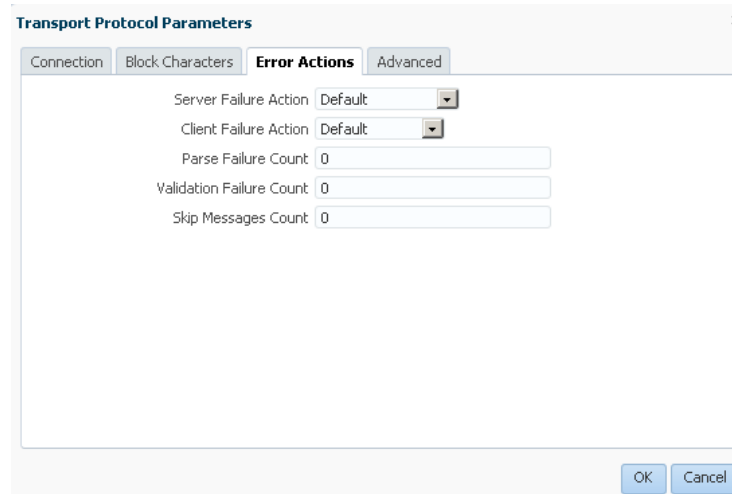 Transport Protocol Parameters
Connection Block Characters Error Actions Advanced
Server Failure Action Default
Client Failure Action Default
Parse Failure Count 0
Validation Failure Count 0
Skip Messages Count 0
OK Cancel